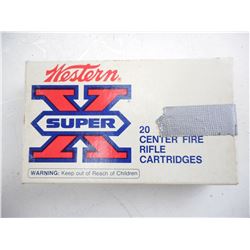 Western
X
SUPER
20
CENTER FIRE
RIFLE
CARTRIDGES
WARNING: Keep out of Reach of Children